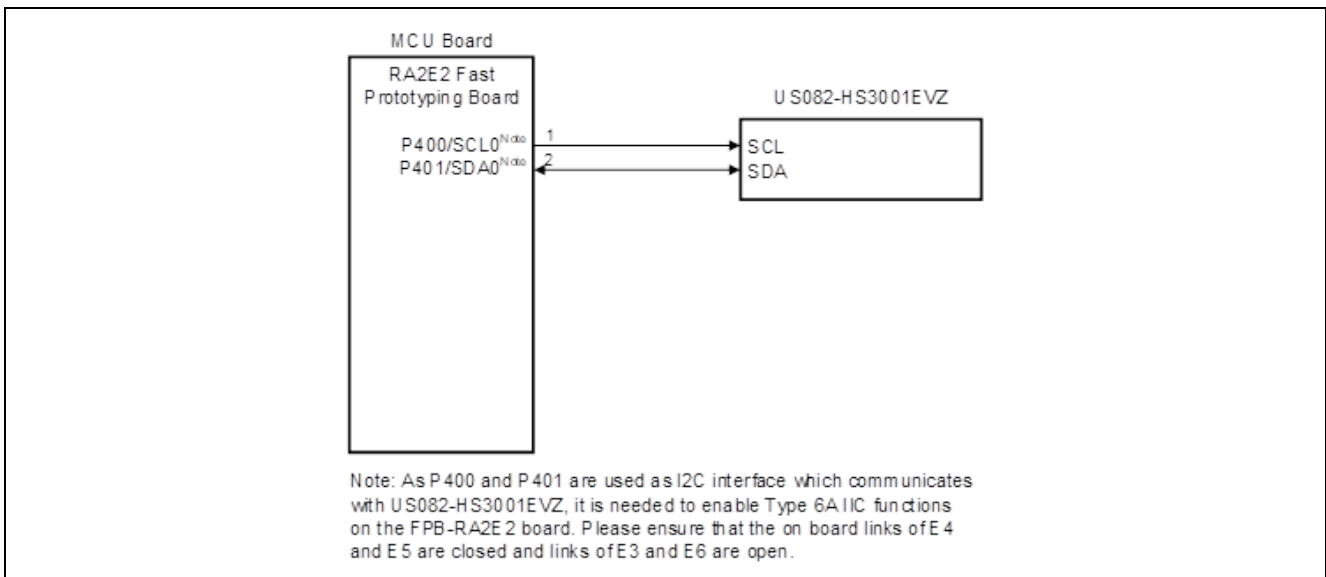 MCU Board
RA2E2 Fast
Prototyping Board
US082-HS3001EVZ
P400/SCL0Note
1
SCL
P401/SDA0Note
2
SDA
Note: As P400 and P401 are used as I2C interface which communicates
with US082-HS3001EVZ, it is needed to enable Type 6A IIC functions
on the FPB-RA2E2 board. Please ensure that the on board links of E4
and E5 are closed and links of E3 and E6 are open.